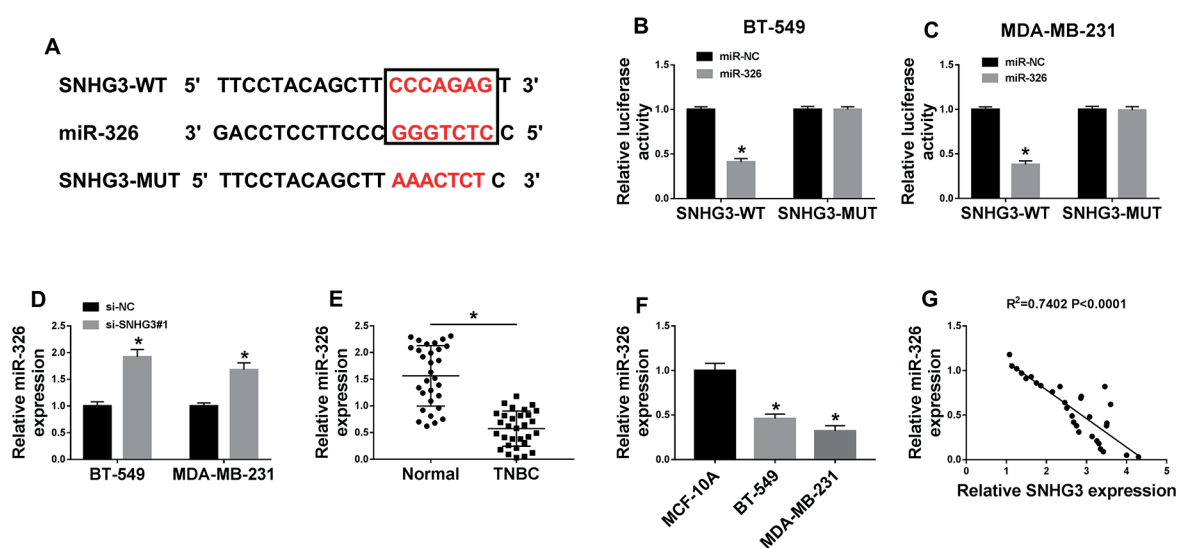 A
SNHG3-WT 5' TTCCTACAGCTT CCCAGAG T 3'
miR-326 3' GACCTCCTTCCC GGGTCTC C 5'
SNHG3-MUT 5' TTCCTACAGCTT AAACTCT C 3'
B
BT-549
miR-NC
miR-326
Relative luciferase
activity
1.5
1.0
0.5
0.0
*
SNHG3-WT SNHG3-MUT
C
MDA-MB-231
miR-NC
miR-326
Relative luciferase
activity
1.5
1.0
0.5
0.0
*
SNHG3-WT SNHG3-MUT
D
si-NC
si-SNHG3#1
Relative miR-326
expression
2.5
2.0
1.5
1.0
0.5
0.0
* *
BT-549 MDA-MB-231
E
Relative miR-326
expression
2.5
2.0
1.5
1.0
0.5
0.0
*
Normal TNBC
F
Relative miR-326
expression
1.5
1.0
0.5
0.0
* *
MCF-10A
BT-549
MDA-MB-231
G
R²=0.7402 P<0.0001
Relative miR-326
expression
1.5
1.0
0.5
0.0
0 1 2 3 4 5
Relative SNHG3 expression